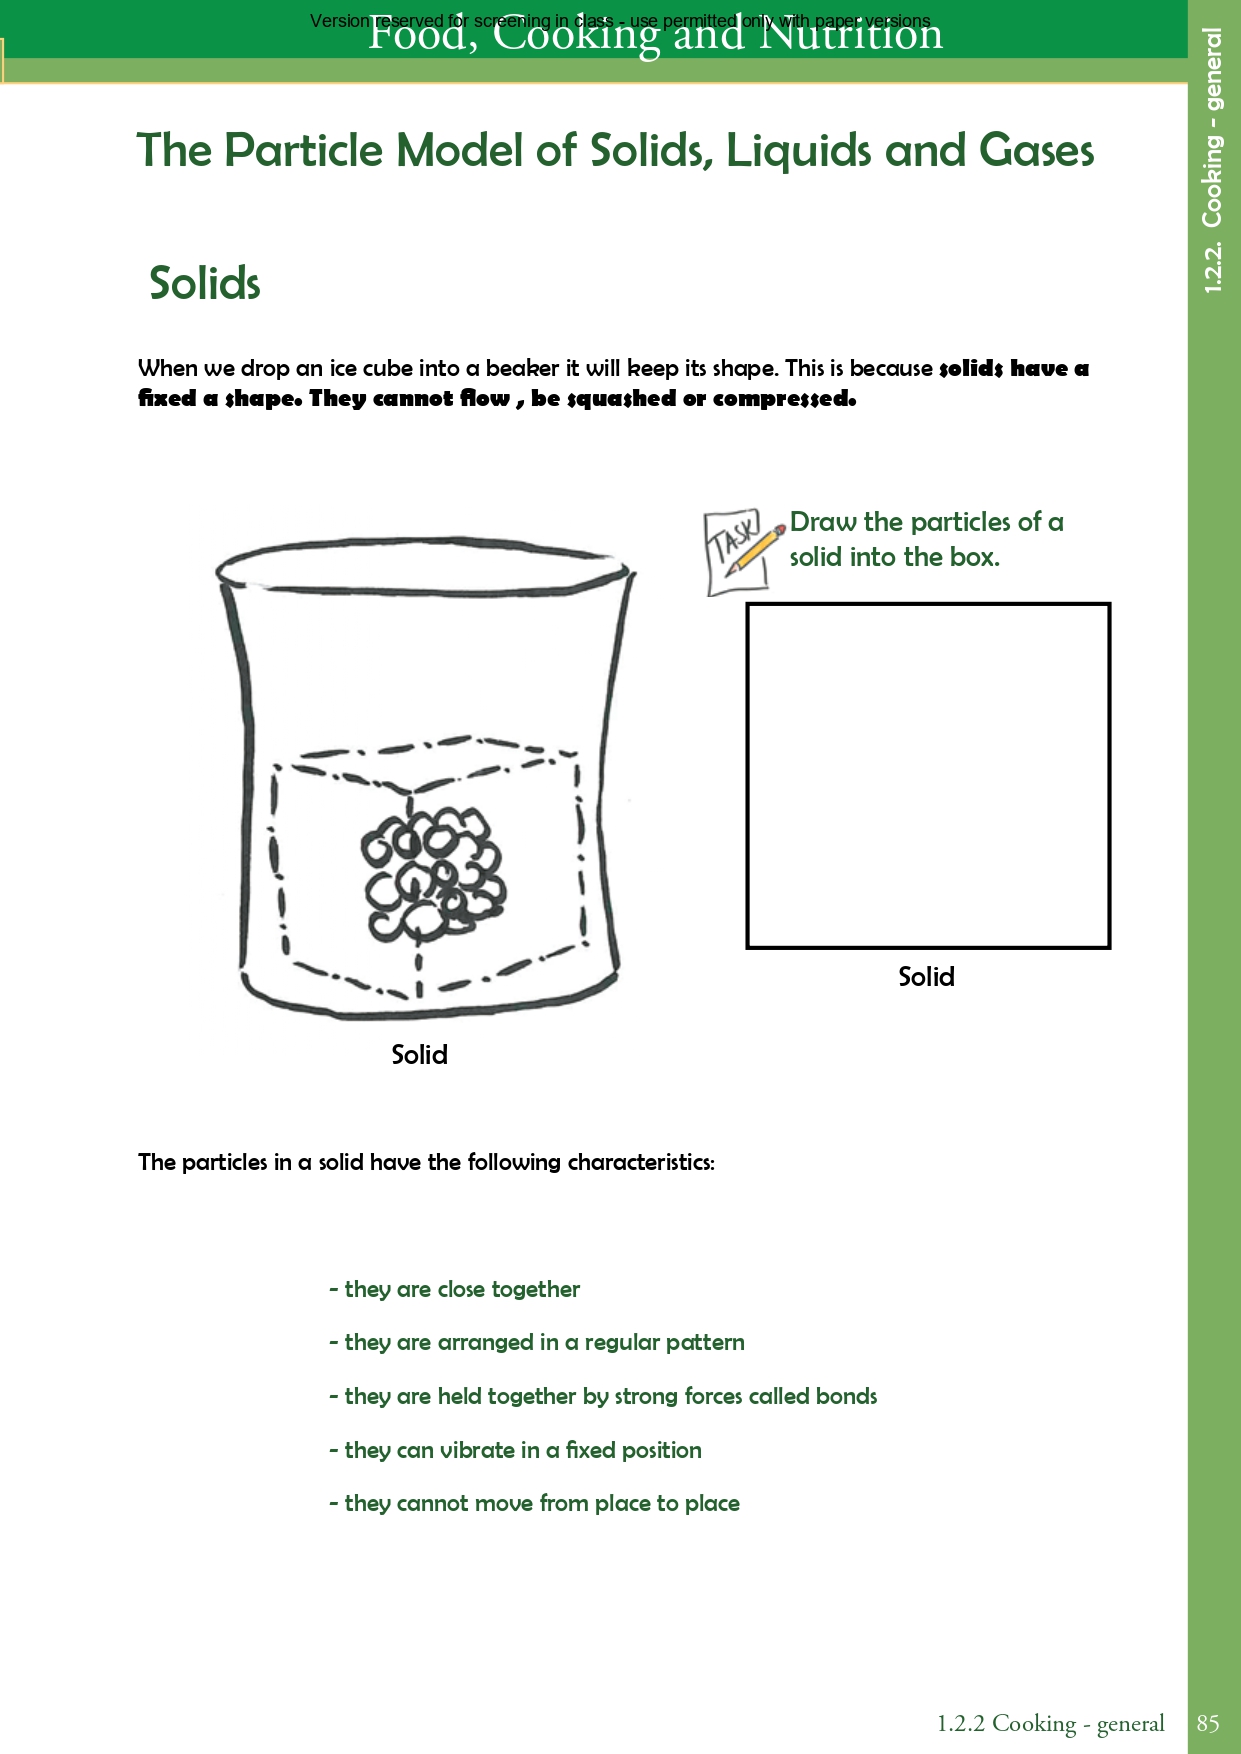 Version reserved for screening in class - use permitted only with paper versions
Food, Cooking and Nutrition
1.2.2. Cooking - general
The Particle Model of Solids, Liquids and Gases
Solids
When we drop an ice cube into a beaker it will keep its shape. This is because solids have a
fixed a shape. They cannot flow , be squashed or compressed.
TASK
Draw the particles of a
solid into the box.
Solid
Solid
The particles in a solid have the following characteristics:
- they are close together
- they are arranged in a regular pattern
- they are held together by strong forces called bonds
- they can vibrate in a fixed position
- they cannot move from place to place
1.2.2 Cooking - general 85